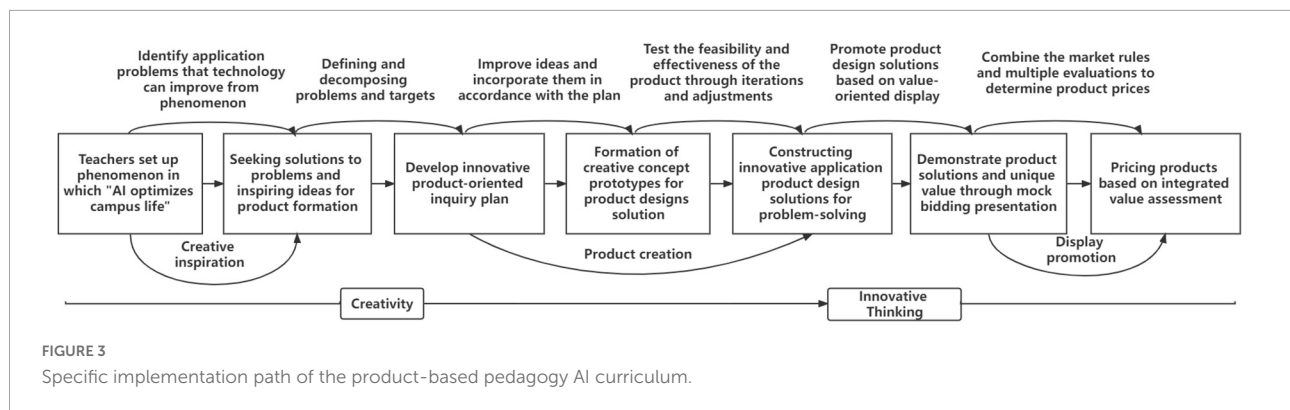 Identify application
problems that technology
can improve from
phenomenon
Defining and
decomposing
problems and targets
Improve ideas and
incorporate them in
accordance with the plan
Test the feasibility and
effectiveness of the
product through iterations
and adjustments
Promote product
design solutions
based on value-
oriented display
Combine the market rules
and multiple evaluations to
determine product prices
Teachers set up
phenomenon in
which "AI optimizes
campus life"
Seeking solutions to
problems and
inspiring ideas for
product formation
Develop innovative
product-oriented
inquiry plan
Formation of
creative concept
prototypes for
product designs
solution
Constructing
innovative application
product design
solutions for
problem-solving
Demonstrate product
solutions and unique
value through mock
bidding presentation
Pricing products
based on integrated
value assessment
Creative
inspiration
Product creation
Display
promotion
Creativity
Innovative
Thinking
FIGURE 3
Specific implementation path of the product-based pedagogy AI curriculum.